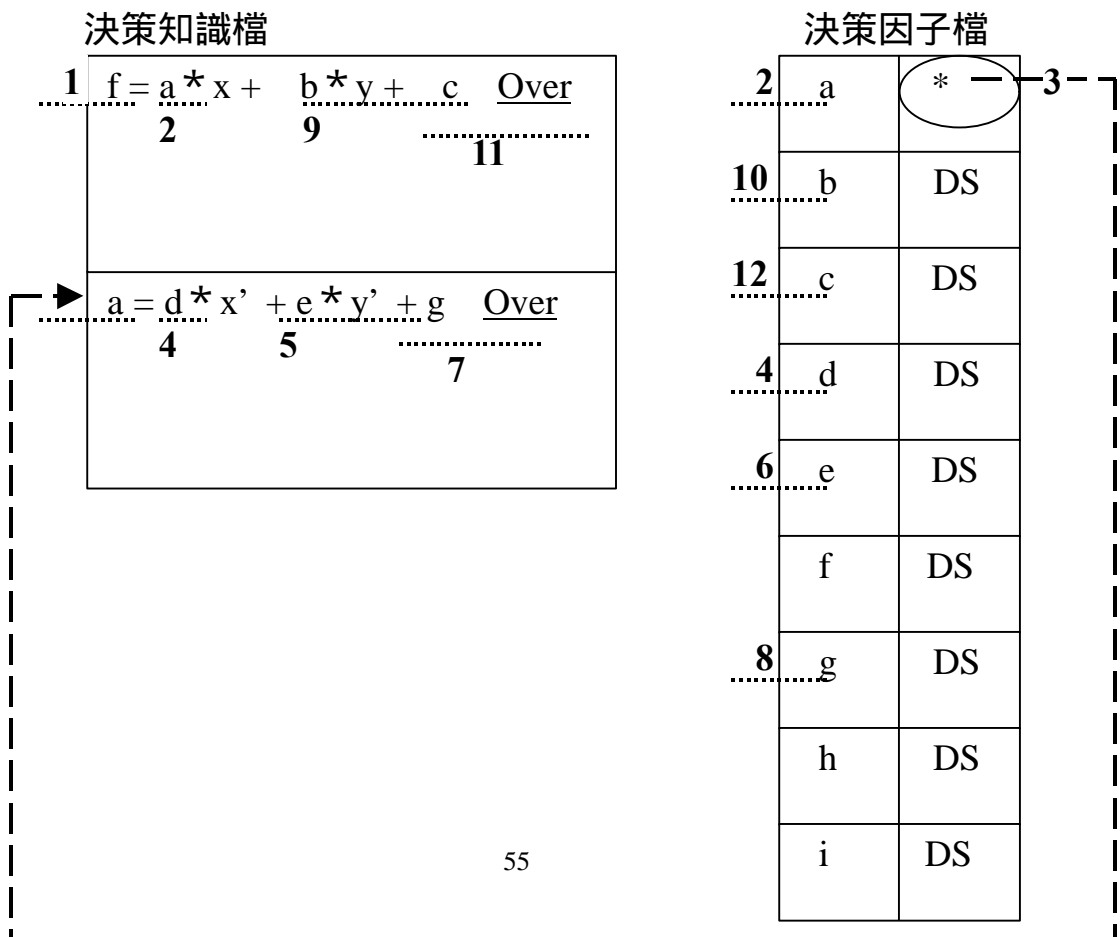 決策知識檔
1 f = a * x + b * y + c Over
2 9
11
a = d * x’ + e * y’ + g Over
4 5
7
決策因子檔
2 a * 3
10 b DS
12 c DS
4 d DS
6 e DS
f DS
8 g DS
h DS
i DS
55